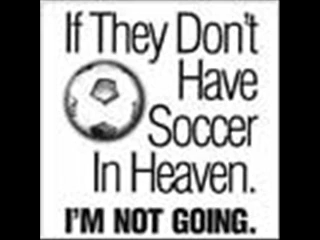 If They Don't
Have
Soccer
In Heaven.
I'M NOT GOING.